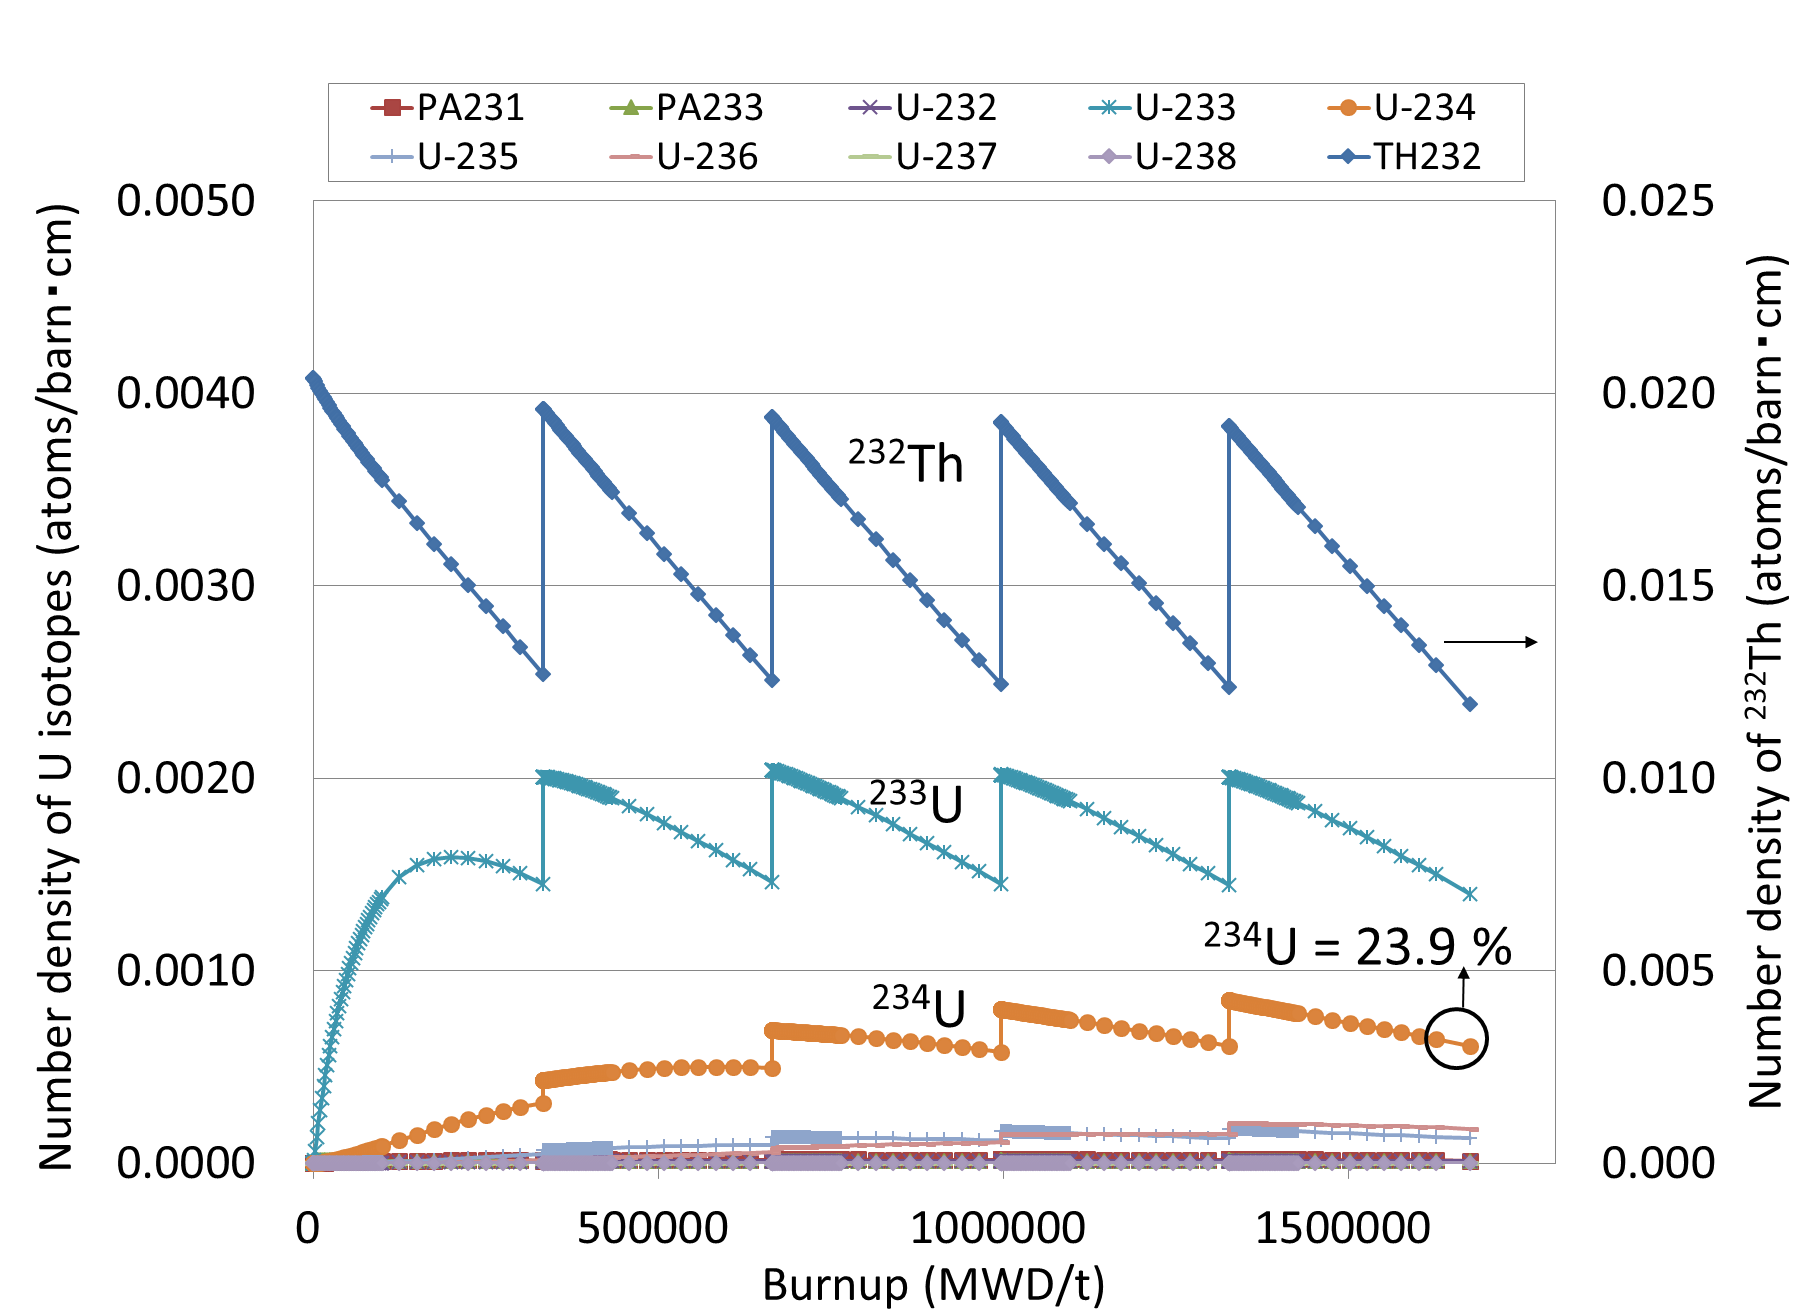 PA231 PA233 U-232 U-233 U-234
U-235 U-236 U-237 U-238 TH232
0.0050
0.0040
0.0030
0.0020
0.0010
0.0000
Number density of U isotopes (atoms/barn・cm)
0.025
0.020
0.015
0.010
0.005
0.000
Number density of ²³²Th (atoms/barn・cm)
²³²Th
²³³U
²³⁴U = 23.9 %
²³⁴U
0 500000 1000000 1500000
Burnup (MWD/t)